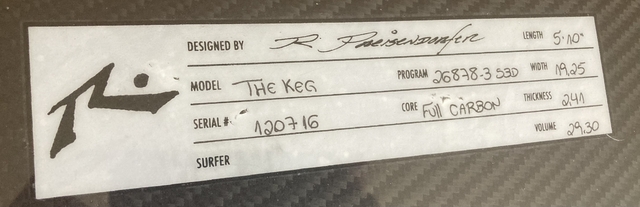 DESIGNED BY R. Preisendorfer LENGTH 5'10"
MODEL THE KEG PROGRAM 26878-3 S3D WIDTH 19.25
SERIAL # 120716 CORE Full CARBON THICKNESS 2.41
SURFER VOLUME 29.30